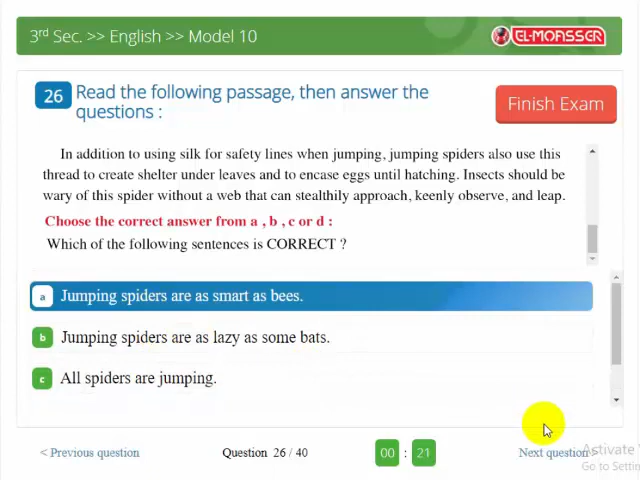 3rd Sec. >> English >> Model 10
EL-MOASSER
26
Read the following passage, then answer the
questions :
Finish Exam
In addition to using silk for safety lines when jumping, jumping spiders also use this
thread to create shelter under leaves and to encase eggs until hatching. Insects should be
wary of this spider without a web that can stealthily approach, keenly observe, and leap.
Choose the correct answer from a , b , c or d :
Which of the following sentences is CORRECT ?
a Jumping spiders are as smart as bees.
b Jumping spiders are as lazy as some bats.
c All spiders are jumping.
< Previous question
Question 26 / 40
00 : 21
Next question >
Activate
Go to Settin